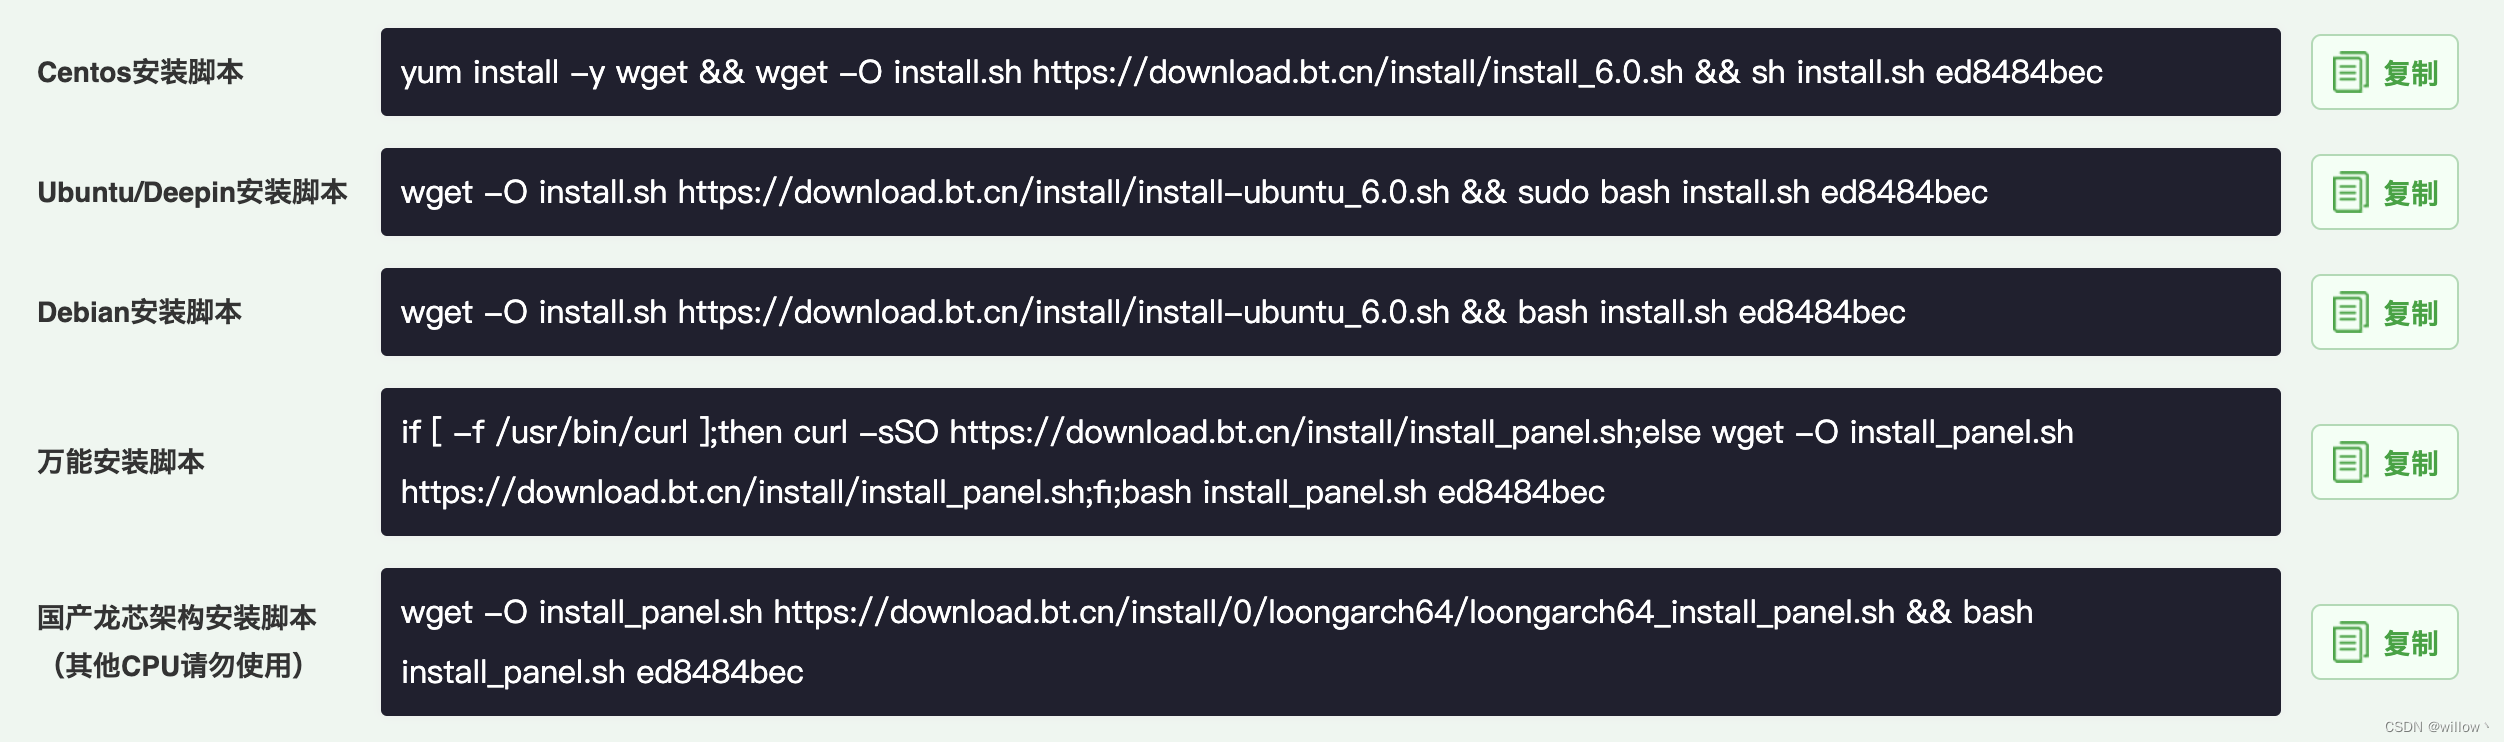 Centos安装脚本
yum install -y wget && wget -O install.sh https://download.bt.cn/install/install_6.0.sh && sh install.sh ed8484bec
复制
Ubuntu/Deepin安装脚本
wget -O install.sh https://download.bt.cn/install/install-ubuntu_6.0.sh && sudo bash install.sh ed8484bec
复制
Debian安装脚本
wget -O install.sh https://download.bt.cn/install/install-ubuntu_6.0.sh && bash install.sh ed8484bec
复制
万能安装脚本
if [ -f /usr/bin/curl ];then curl -sSO https://download.bt.cn/install/install_panel.sh;else wget -O install_panel.sh
https://download.bt.cn/install/install_panel.sh;fi;bash install_panel.sh ed8484bec
复制
国产龙芯架构安装脚本
（其他CPU请勿使用）
wget -O install_panel.sh https://download.bt.cn/install/0/loongarch64/loongarch64_install_panel.sh && bash
install_panel.sh ed8484bec
复制
CSDN @willow丶